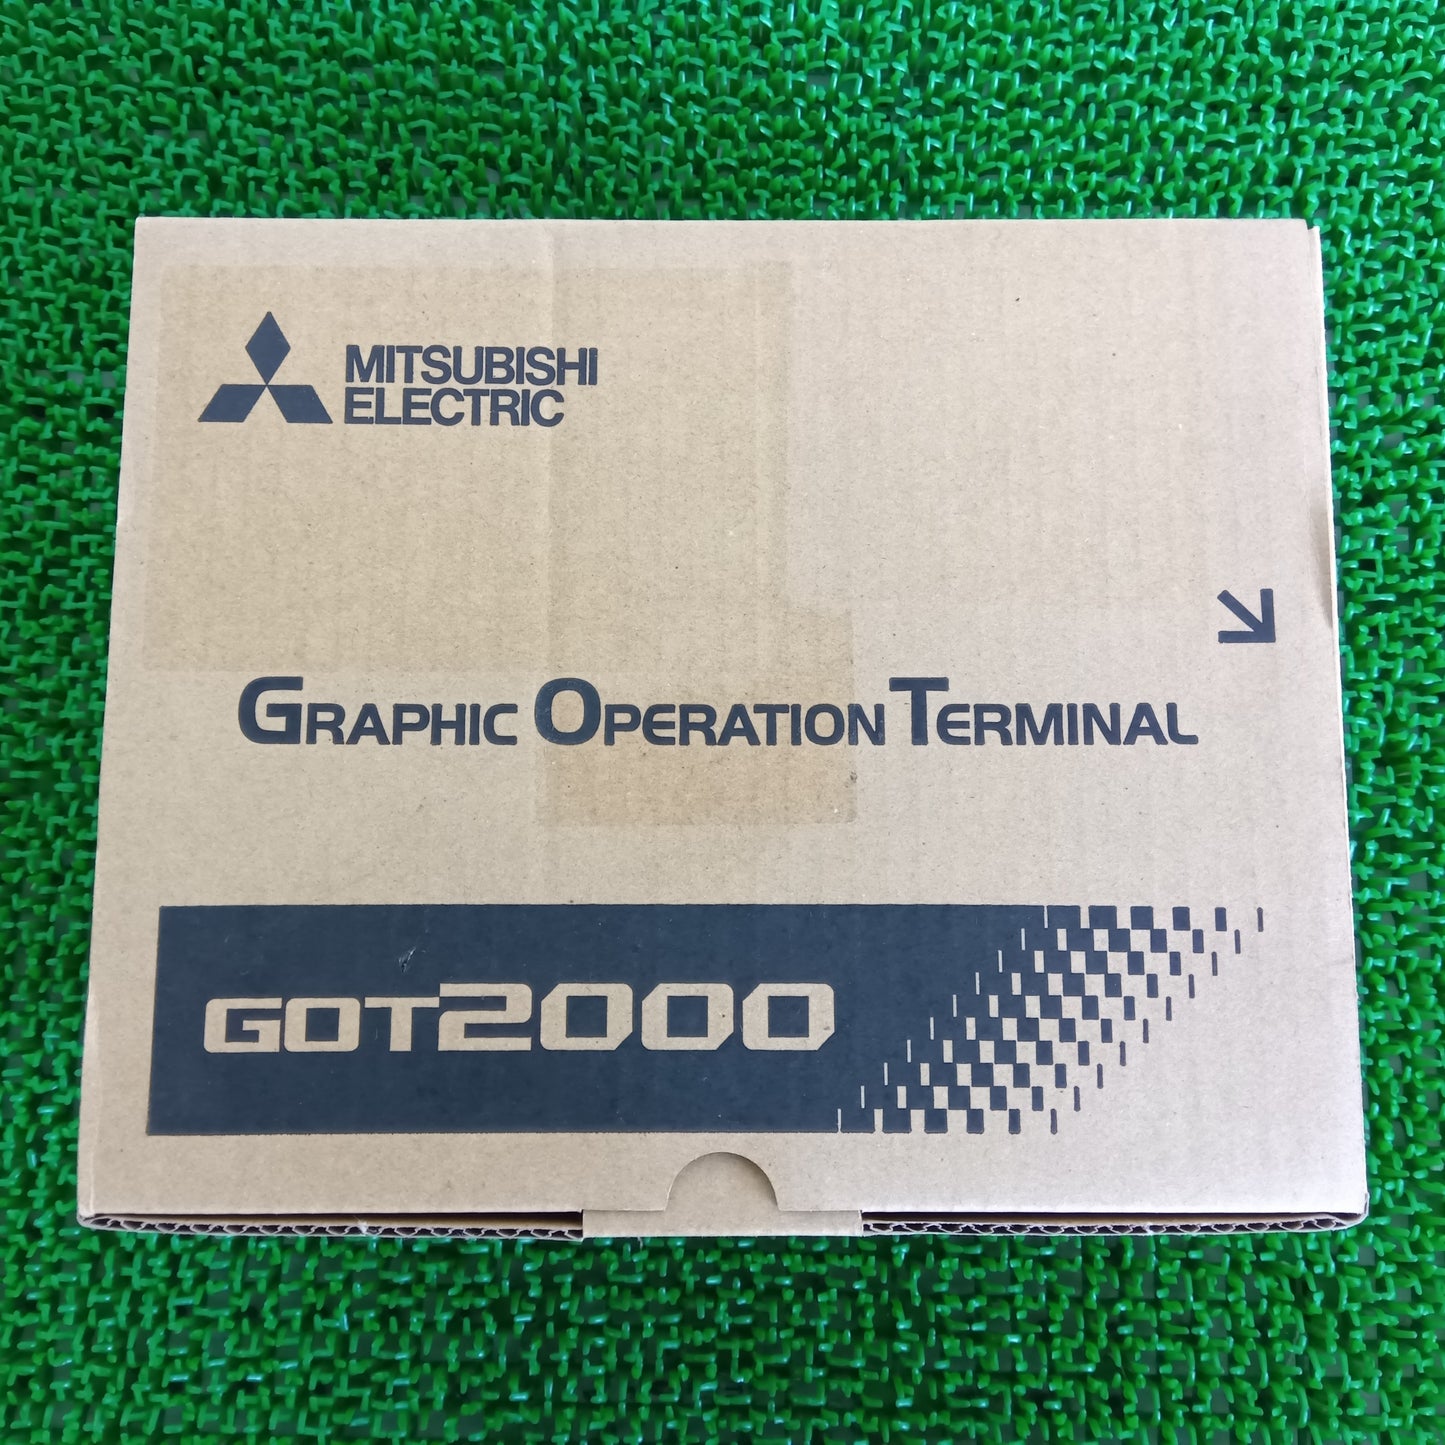 MITSUBISHI
ELECTRIC
GRAPHIC OPERATION TERMINAL
GOT2000